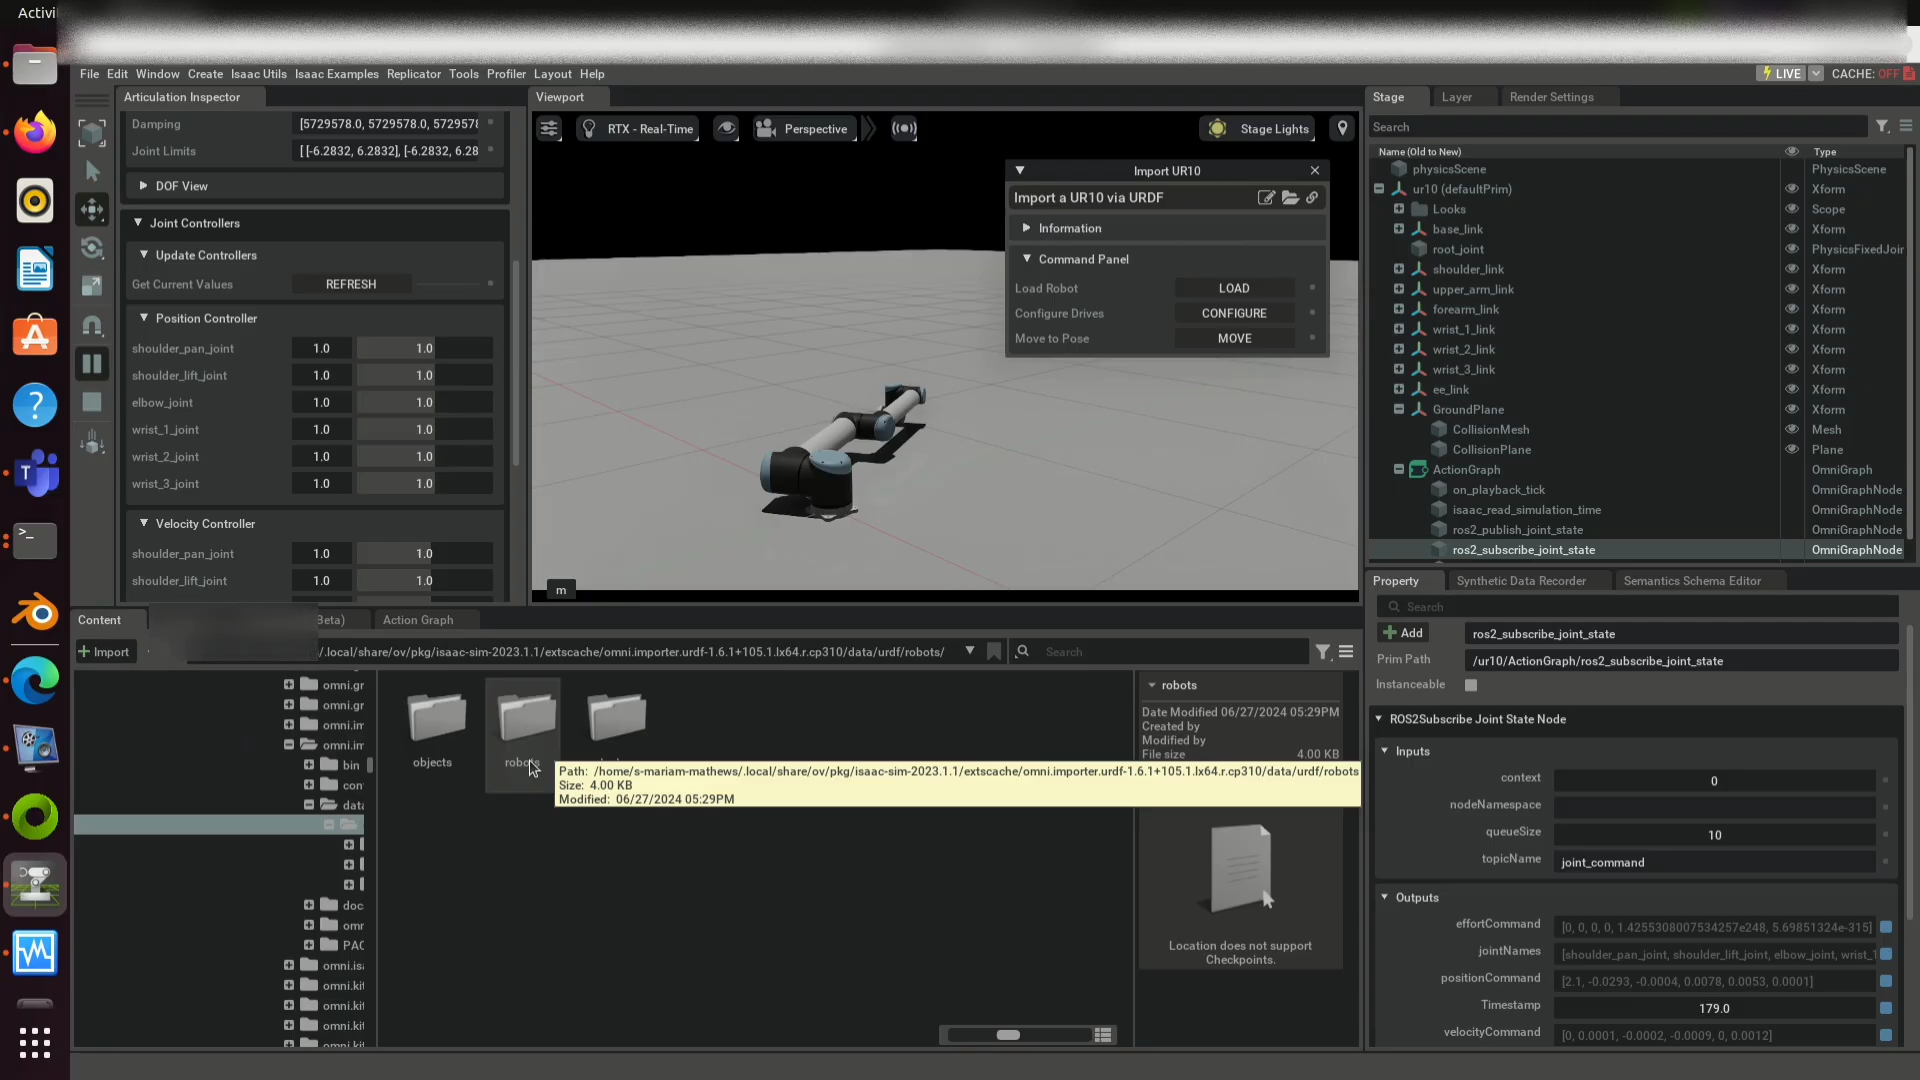 Activi
File Edit Window Create Isaac Utils Isaac Examples Replicator Tools Profiler Layout Help
LIVE CACHE: OFF
Articulation Inspector
Damping [5729578.0, 5729578.0, 572957
Joint Limits [ [-6.2832, 6.2832], [-6.2832, 6.28
DOF View
Joint Controllers
Update Controllers
Get Current Values REFRESH
Position Controller
shoulder_pan_joint 1.0 1.0
shoulder_lift_joint 1.0 1.0
elbow_joint 1.0 1.0
wrist_1_joint 1.0 1.0
wrist_2_joint 1.0 1.0
wrist_3_joint 1.0 1.0
Velocity Controller
shoulder_pan_joint 1.0 1.0
shoulder_lift_joint 1.0 1.0
Viewport
RTX - Real-Time Perspective Stage Lights
Import UR10
Import a UR10 via URDF
Information
Command Panel
Load Robot LOAD
Configure Drives CONFIGURE
Move to Pose MOVE
m
Stage Layer Render Settings
Search
Name (Old to New) Type
physicsScene PhysicsScene
ur10 (defaultPrim) Xform
Looks Scope
base_link Xform
root_joint PhysicsFixedJoir
shoulder_link Xform
upper_arm_link Xform
forearm_link Xform
wrist_1_link Xform
wrist_2_link Xform
wrist_3_link Xform
ee_link Xform
GroundPlane Xform
CollisionMesh Mesh
CollisionPlane Plane
ActionGraph OmniGraph
on_playback_tick OmniGraphNode
isaac_read_simulation_time OmniGraphNode
ros2_publish_joint_state OmniGraphNode
ros2_subscribe_joint_state OmniGraphNode
Content Beta) Action Graph
Import /.local/share/ov/pkg/isaac-sim-2023.1.1/extscache/omni.importer.urdf-1.6.1+105.1.lx64.r.cp310/data/urdf/robots/ Search
omni.gr
omni.gr
omni.im
omni.im
bin
con
data
doc
omr
PAC
omni.isa
omni.kit
omni.kit
omni.kit
omni.kit
objects robots
Path: /home/s-mariam-mathews/.local/share/ov/pkg/isaac-sim-2023.1.1/extscache/omni.importer.urdf-1.6.1+105.1.lx64.r.cp310/data/urdf/robots
Size: 4.00 KB
Modified: 06/27/2024 05:29PM
robots
Date Modified 06/27/2024 05:29PM
Created by
Modified by
File size 4.00 KB
Location does not support
Checkpoints.
Property Synthetic Data Recorder Semantics Schema Editor
Search
Add ros2_subscribe_joint_state
Prim Path /ur10/ActionGraph/ros2_subscribe_joint_state
Instanceable
ROS2Subscribe Joint State Node
Inputs
context 0
nodeNamespace
queueSize 10
topicName joint_command
Outputs
effortCommand [0, 0, 0, 0, 1.4255308007534257e248, 5.69851324e-315]
jointNames [shoulder_pan_joint, shoulder_lift_joint, elbow_joint, wrist_1
positionCommand [2.1, -0.0293, -0.0004, 0.0078, 0.0053, 0.0001]
Timestamp 179.0
velocityCommand [0, 0.0001, -0.0002, -0.0009, 0, 0.0012]